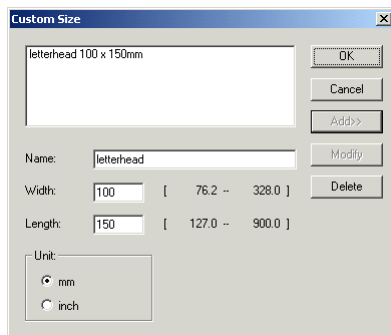 Custom Size
letterhead 100 x 150mm
OK
Cancel
Add>>
Name: letterhead Modify
Width: 100 [ 76.2 -- 328.0 ] Delete
Length: 150 [ 127.0 -- 900.0 ]
Unit:
mm
inch